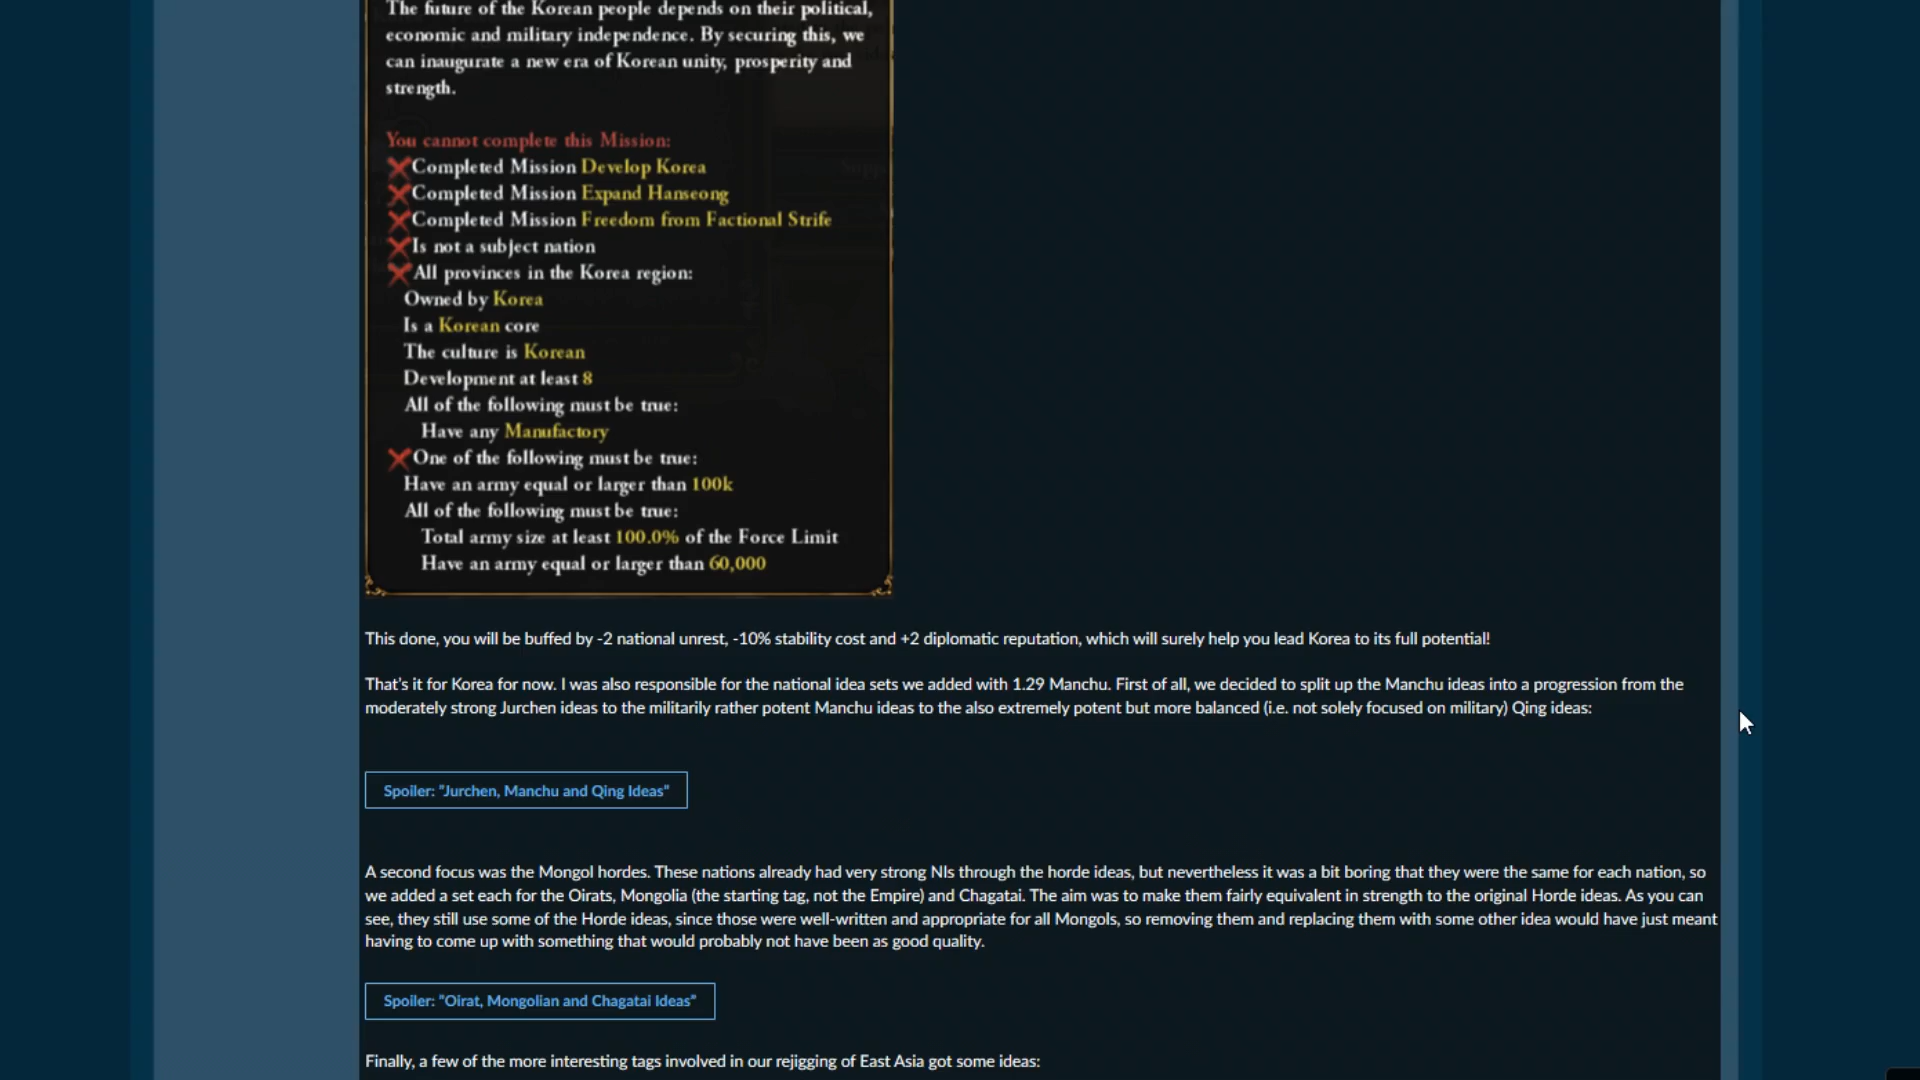 The future of the Korean people depends on their political,
economic and military independence. By securing this, we
can inaugurate a new era of Korean unity, prosperity and
strength.
You cannot complete this Mission:
Completed Mission Develop Korea
Completed Mission Expand Hanseong
Completed Mission Freedom from Factional Strife
Is not a subject nation
All provinces in the Korea region:
Owned by Korea
Is a Korean core
The culture is Korean
Development at least 8
All of the following must be true:
Have any Manufactory
One of the following must be true:
Have an army equal or larger than 100k
All of the following must be true:
Total army size at least 100.0% of the Force Limit
Have an army equal or larger than 60,000
This done, you will be buffed by -2 national unrest, -10% stability cost and +2 diplomatic reputation, which will surely help you lead Korea to its full potential!
That's it for Korea for now. I was also responsible for the national idea sets we added with 1.29 Manchu. First of all, we decided to split up the Manchu ideas into a progression from the
moderately strong Jurchen ideas to the militarily rather potent Manchu ideas to the also extremely potent but more balanced (i.e. not solely focused on military) Qing ideas:
Spoiler: "Jurchen, Manchu and Qing Ideas"
A second focus was the Mongol hordes. These nations already had very strong NIs through the horde ideas, but nevertheless it was a bit boring that they were the same for each nation, so
we added a set each for the Oirats, Mongolia (the starting tag, not the Empire) and Chagatai. The aim was to make them fairly equivalent in strength to the original Horde ideas. As you can
see, they still use some of the Horde ideas, since those were well-written and appropriate for all Mongols, so removing them and replacing them with some other idea would have just meant
having to come up with something that would probably not have been as good quality.
Spoiler: "Oirat, Mongolian and Chagatai Ideas"
Finally, a few of the more interesting tags involved in our rejigging of East Asia got some ideas: